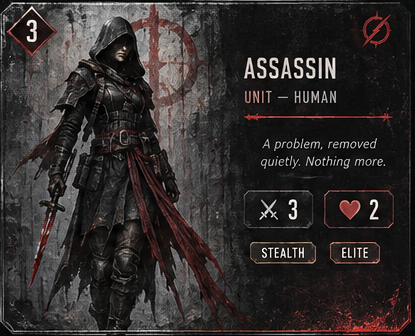 3
ASSASSIN
UNIT — HUMAN
A problem, removed
quietly. Nothing more.
3
2
STEALTH
ELITE